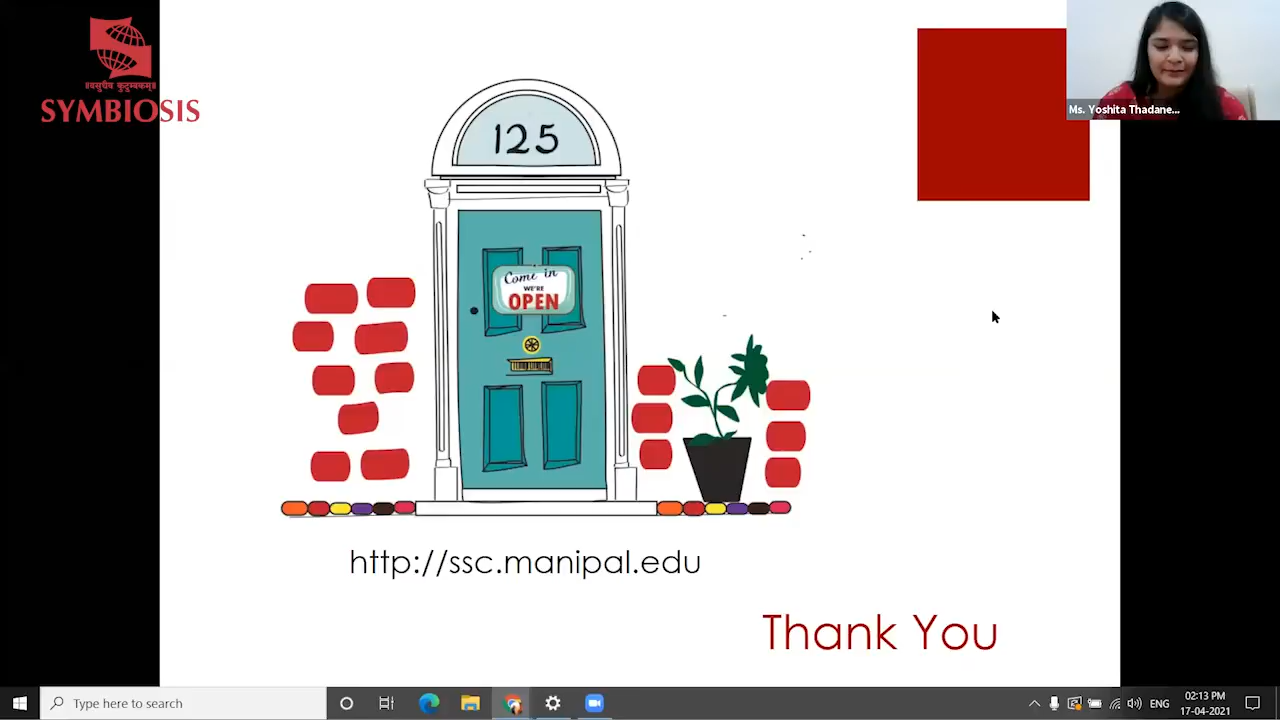 ॥वसुधैव कुटुम्बकम्॥
SYMBIOSIS
Ms. Yoshita Thadane...
125
Come in
WE'RE
OPEN
http://ssc.manipal.edu
Thank You
Type here to search
ENG
02:13 PM
17-04-2021